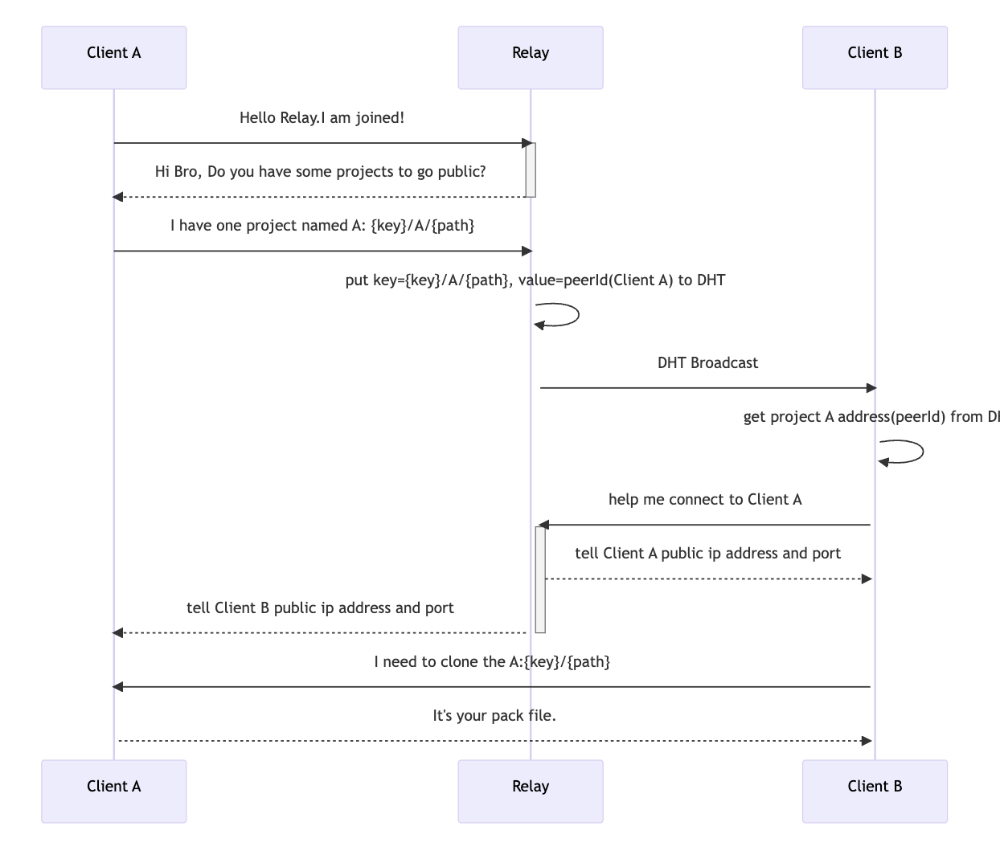 Client A
Relay
Client B
Hello Relay.I am joined!
Hi Bro, Do you have some projects to go public?
I have one project named A: {key}/A/{path}
put key={key}/A/{path}, value=peerId(Client A) to DHT
DHT Broadcast
get project A address(peerId) from
help me connect to Client A
tell Client A public ip address and port
tell Client B public ip address and port
I need to clone the A:{key}/{path}
It's your pack file.
Client A
Relay
Client B